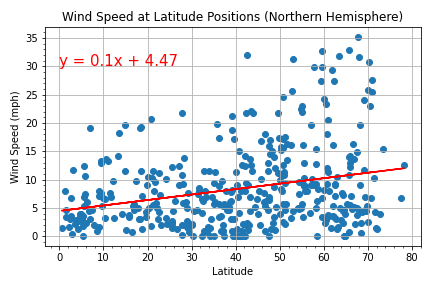 Wind Speed at Latitude Positions (Northern Hemisphere)
y = 0.1x + 4.47
Wind Speed (mph)
35
30
25
20
15
10
5
0
0 10 20 30 40 50 60 70 80
Latitude